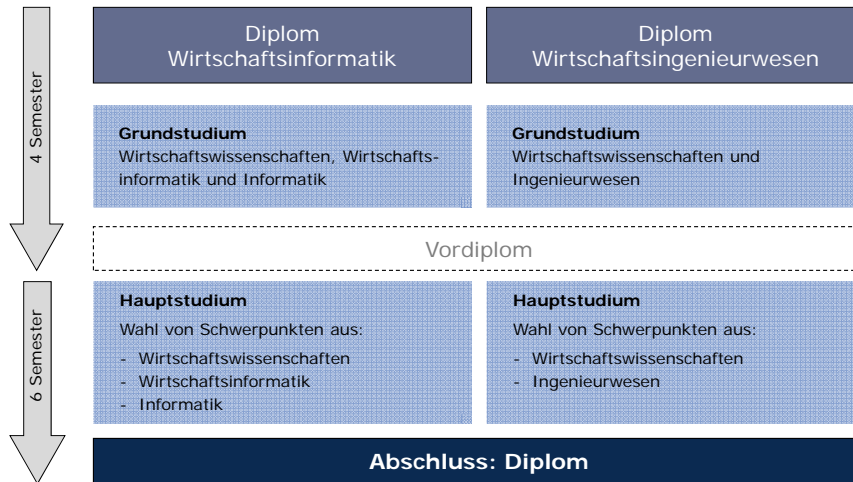 Diplom
Wirtschaftsinformatik
Diplom
Wirtschaftsingenieurwesen
4 Semester
Grundstudium
Wirtschaftswissenschaften, Wirtschafts-
informatik und Informatik
Grundstudium
Wirtschaftswissenschaften und
Ingenieurwesen
Vordiplom
6 Semester
Hauptstudium
Wahl von Schwerpunkten aus:
- Wirtschaftswissenschaften
- Wirtschaftsinformatik
- Informatik
Hauptstudium
Wahl von Schwerpunkten aus:
- Wirtschaftswissenschaften
- Ingenieurwesen
Abschluss: Diplom